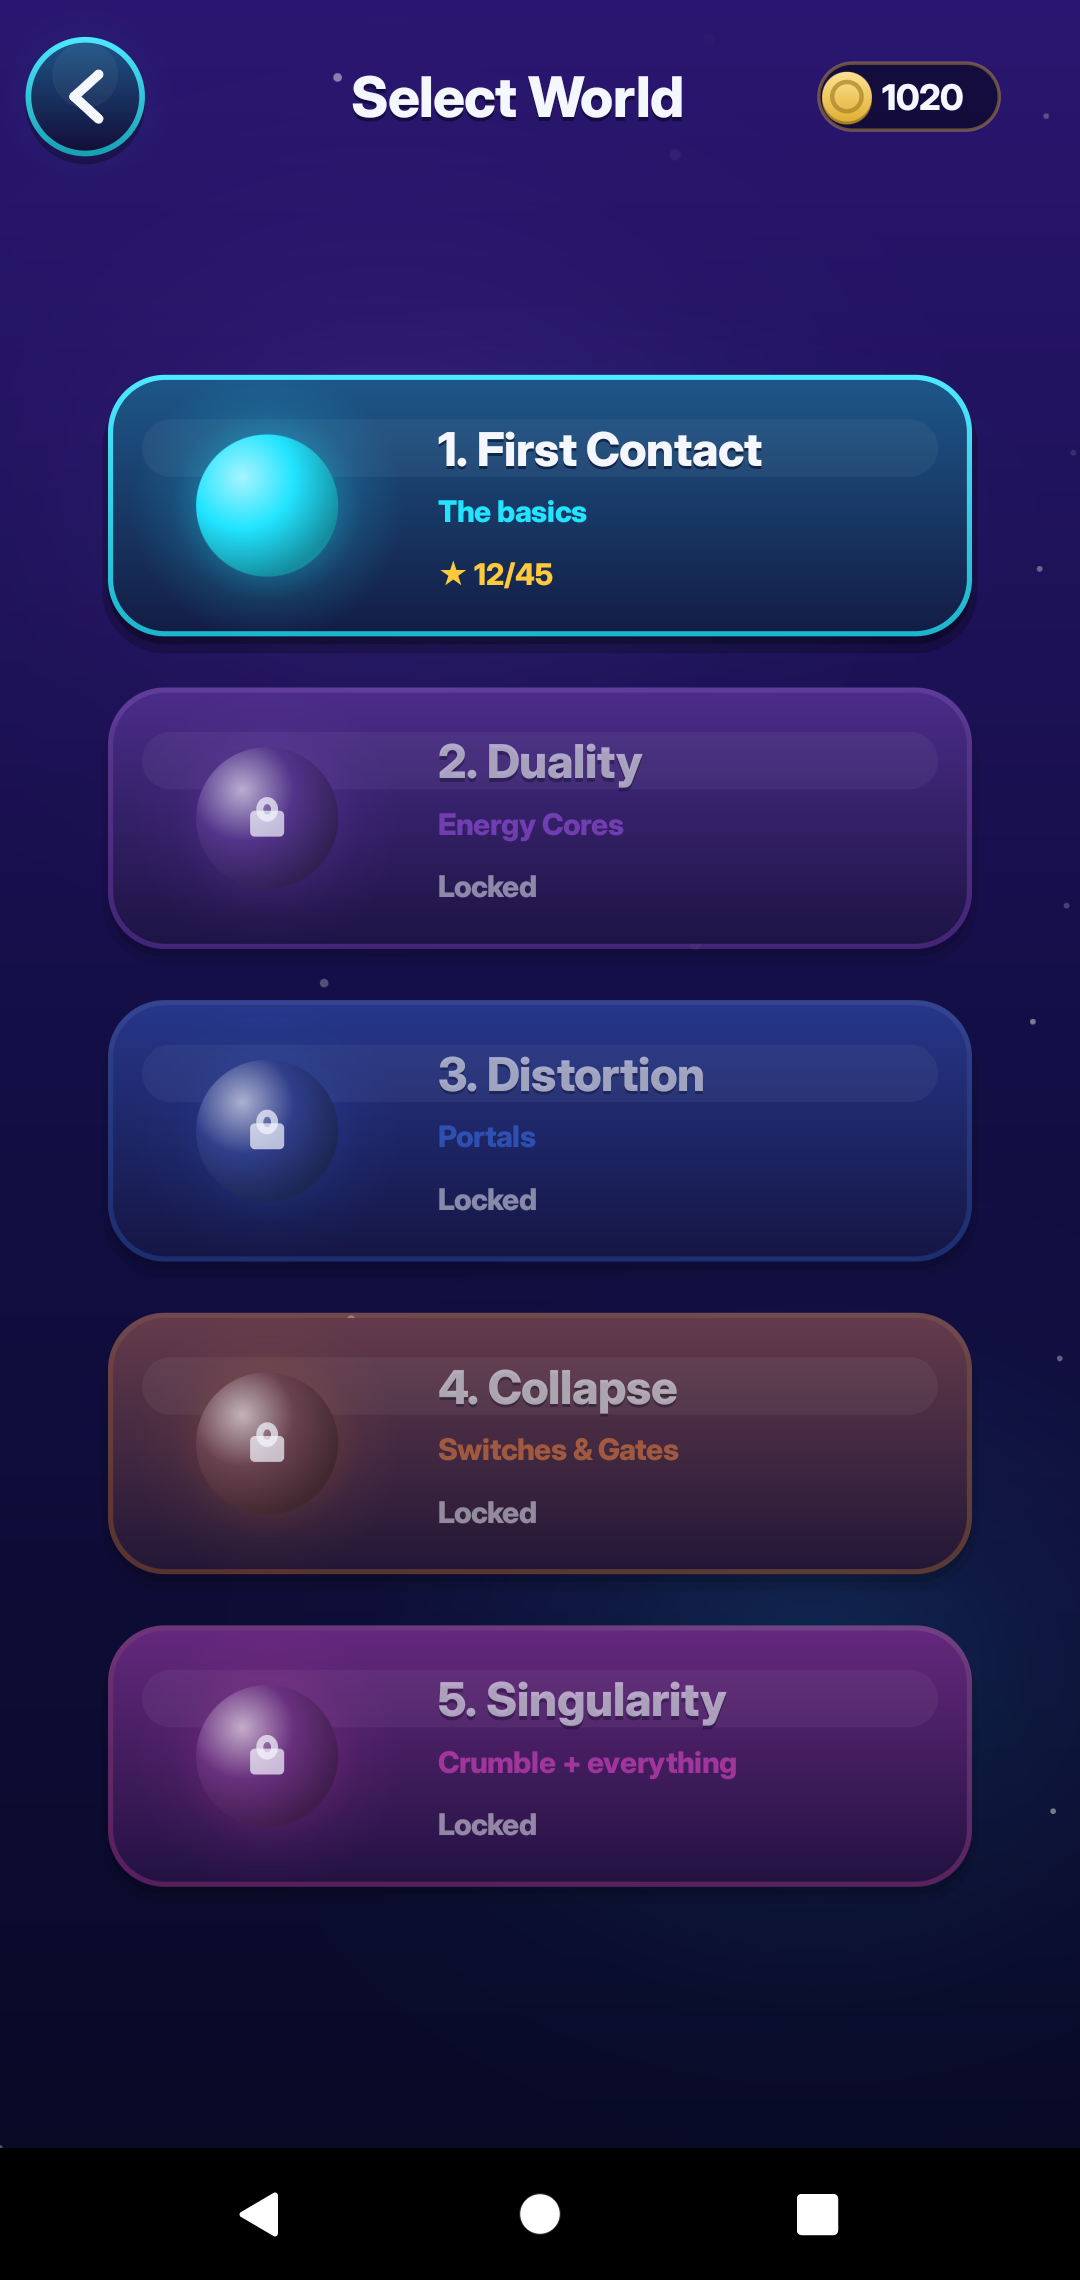 Select World
1020
1. First Contact
The basics
★ 12/45
2. Duality
Energy Cores
Locked
3. Distortion
Portals
Locked
4. Collapse
Switches & Gates
Locked
5. Singularity
Crumble + everything
Locked